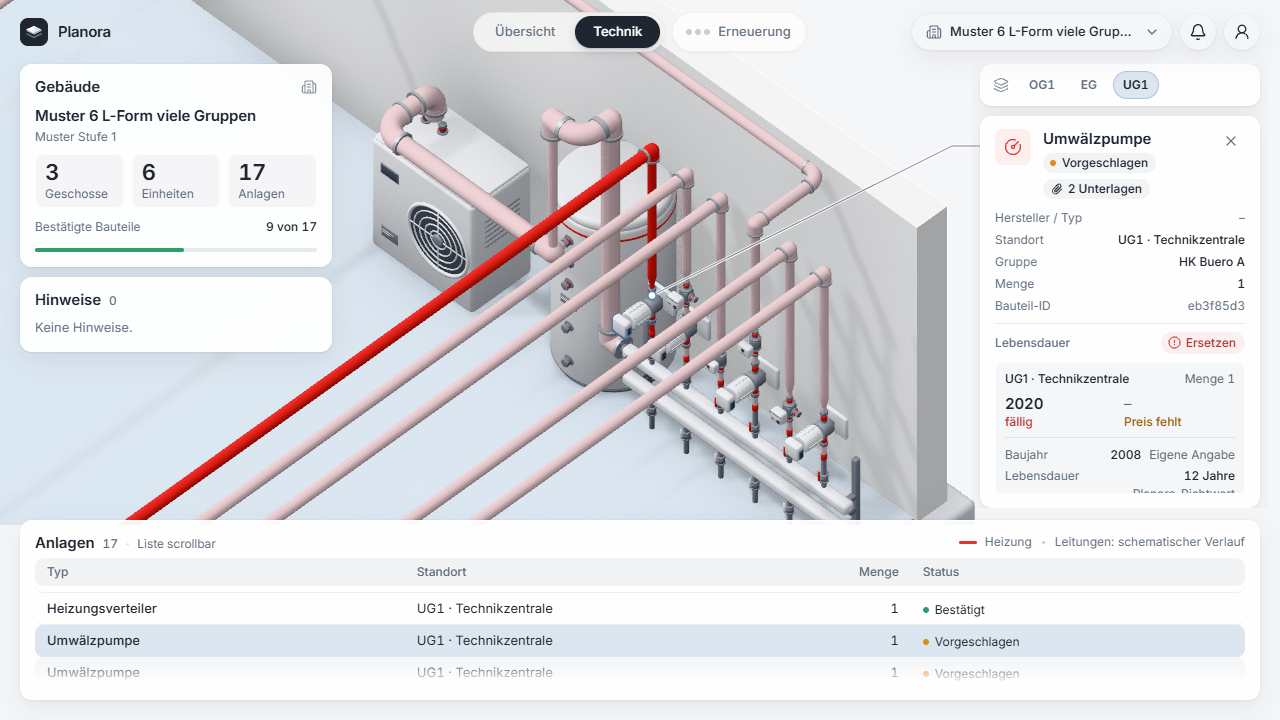 Planora
Übersicht
Technik
Erneuerung
Muster 6 L-Form viele Grup...
Gebäude
Muster 6 L-Form viele Gruppen
Muster Stufe 1
3
Geschosse
6
Einheiten
17
Anlagen
Bestätigte Bauteile
9 von 17
Hinweise 0
Keine Hinweise.
OG1
EG
UG1
Umwälzpumpe
Vorgeschlagen
2 Unterlagen
Hersteller / Typ –
Standort UG1 · Technikzentrale
Gruppe HK Buero A
Menge 1
Bauteil-ID eb3f85d3
Lebensdauer Ersetzen
UG1 · Technikzentrale Menge 1
2020 –
fällig Preis fehlt
Baujahr 2008 Eigene Angabe
Lebensdauer 12 Jahre
Planora-Richtwert
Anlagen 17 · Liste scrollbar
Heizung · Leitungen: schematischer Verlauf
Typ Standort Menge Status
Heizungsverteiler UG1 · Technikzentrale 1 Bestätigt
Umwälzpumpe UG1 · Technikzentrale 1 Vorgeschlagen
Umwälzpumpe UG1 · Technikzentrale 1 Vorgeschlagen